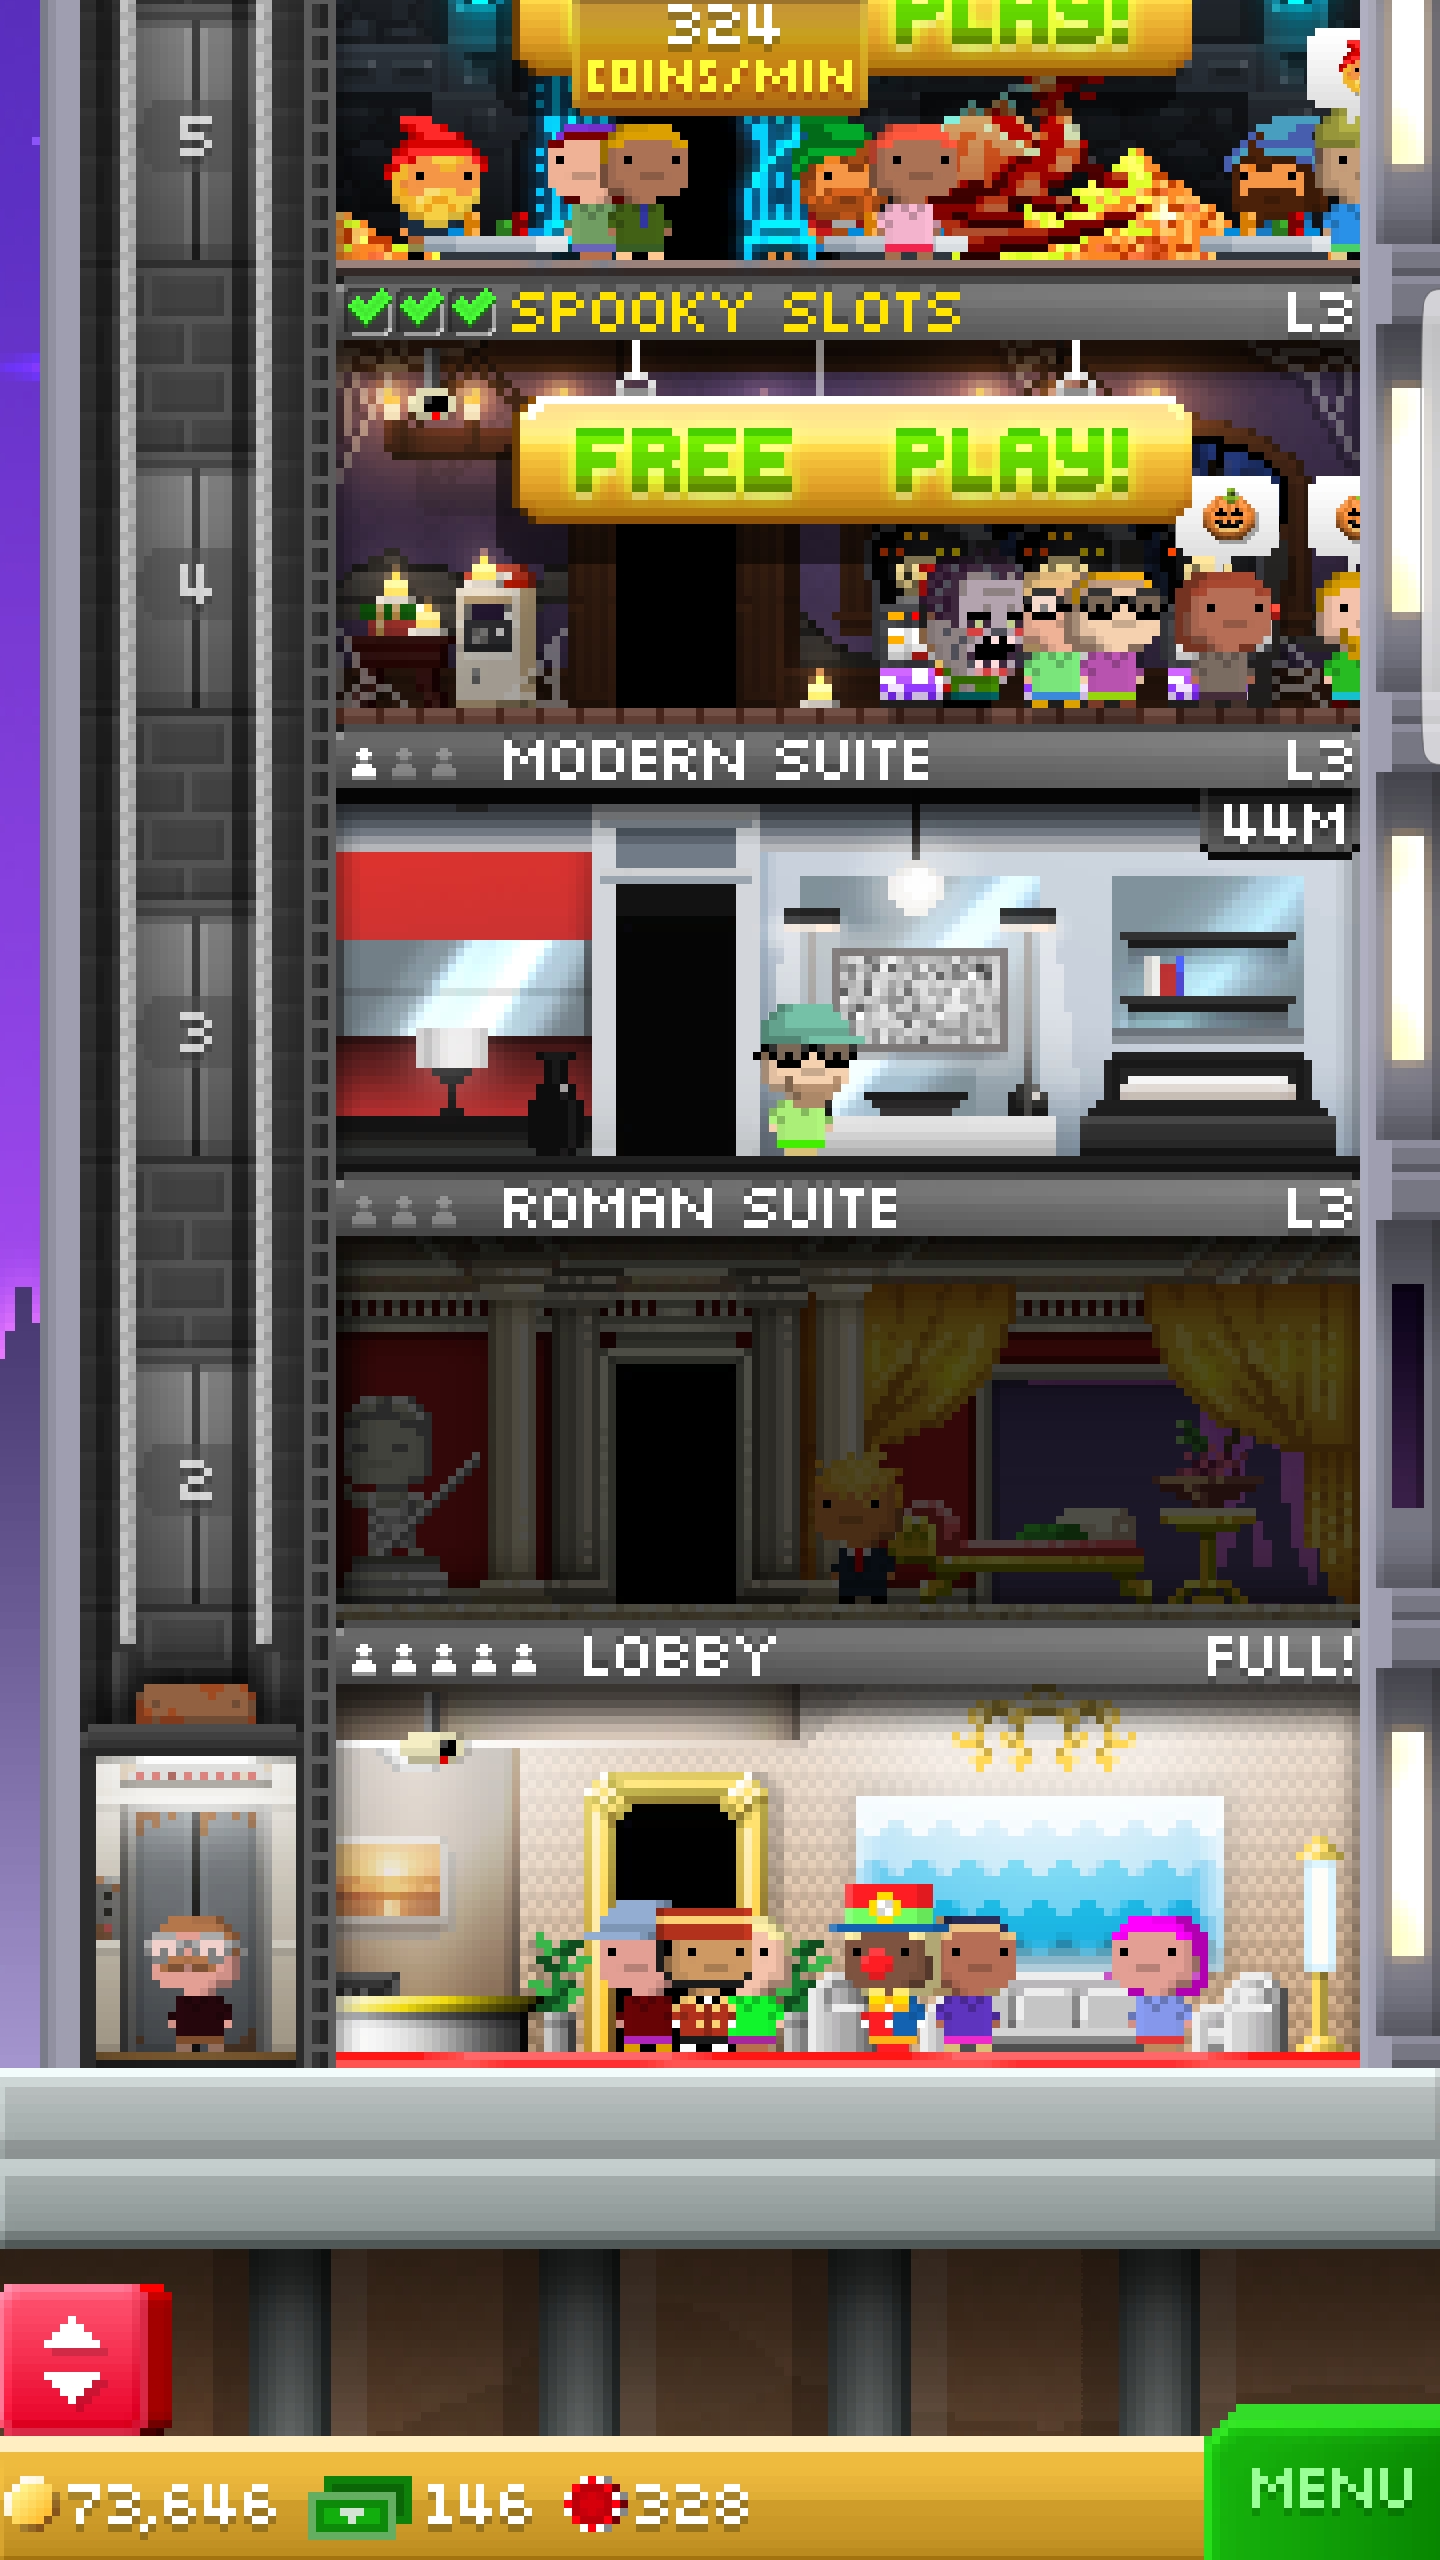 324
COINS/MIN
PLAY!
5
SPOOKY SLOTS
L3
FREE PLAY!
4
MODERN SUITE
L3
44M
3
ROMAN SUITE
L3
2
LOBBY
FULL!
73,646
146
328
MENU